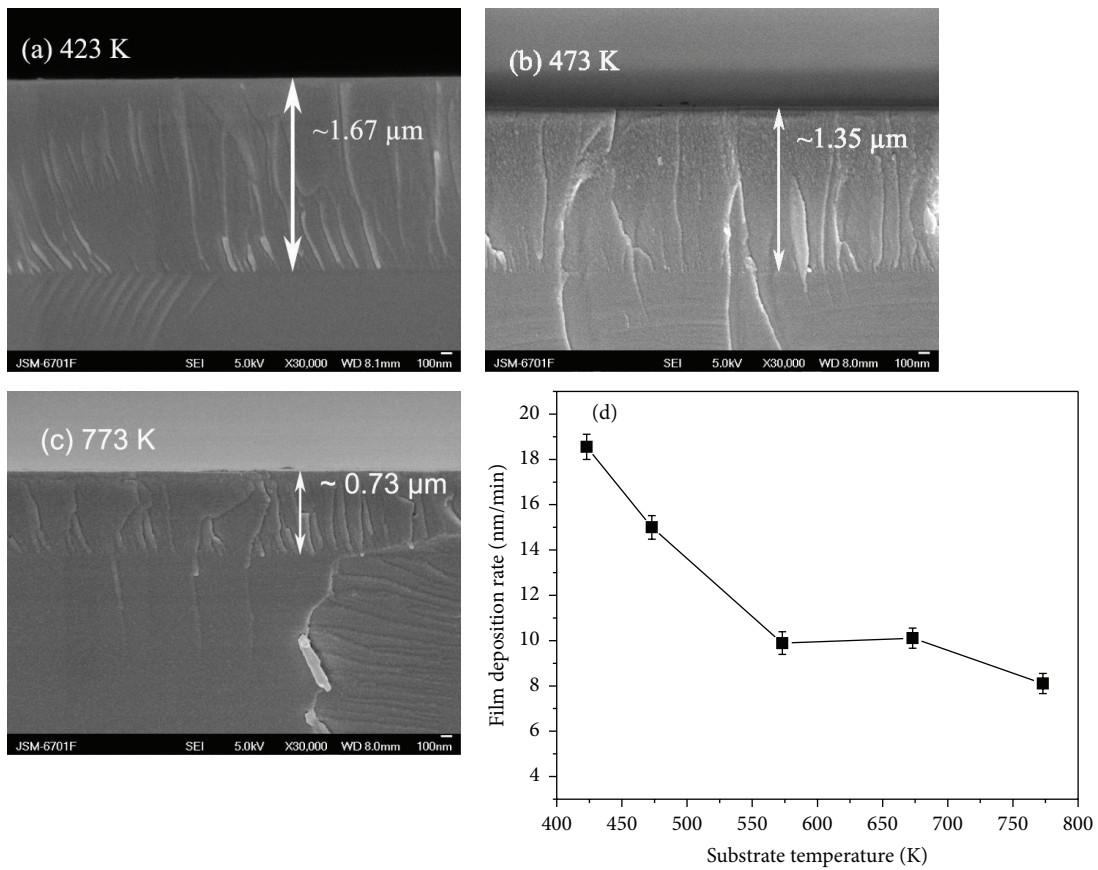 (a) 423 K
~1.67 µm
JSM-6701F SEI 5.0kV X30,000 WD 8.1mm 100nm
(b) 473 K
~1.35 µm
JSM-6701F SEI 5.0kV X30,000 WD 8.0mm 100nm
(c) 773 K
~ 0.73 µm
JSM-6701F SEI 5.0kV X30,000 WD 8.0mm 100nm
(d)
Film deposition rate (nm/min)
20
18
16
14
12
10
8
6
4
400 450 500 550 600 650 700 750 800
Substrate temperature (K)